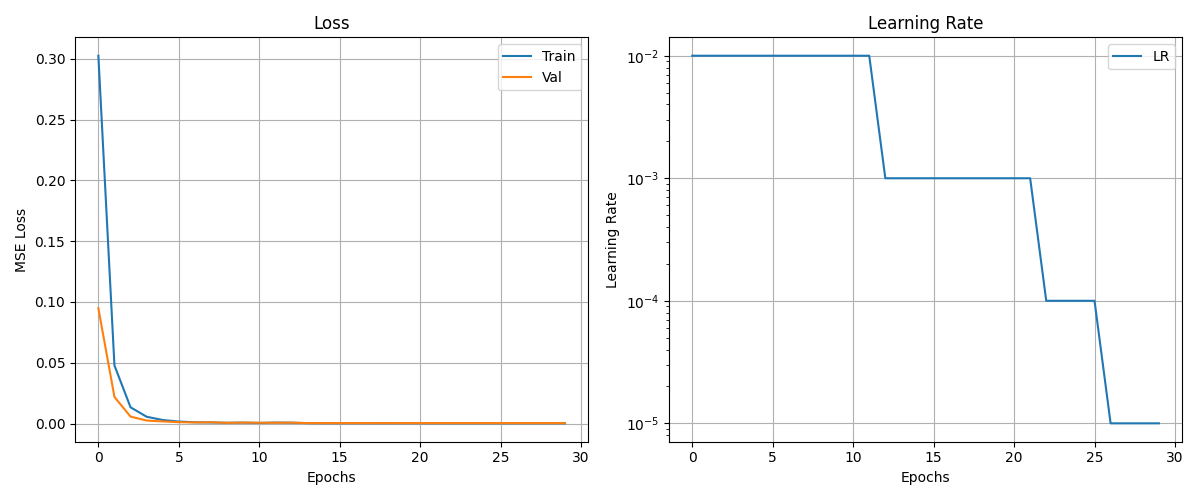 Loss
MSE Loss
0.30
0.25
0.20
0.15
0.10
0.05
0.00
0 5 10 15 20 25 30
Epochs
Train
Val
Learning Rate
Learning Rate
10⁻²
10⁻³
10⁻⁴
10⁻⁵
0 5 10 15 20 25 30
Epochs
LR